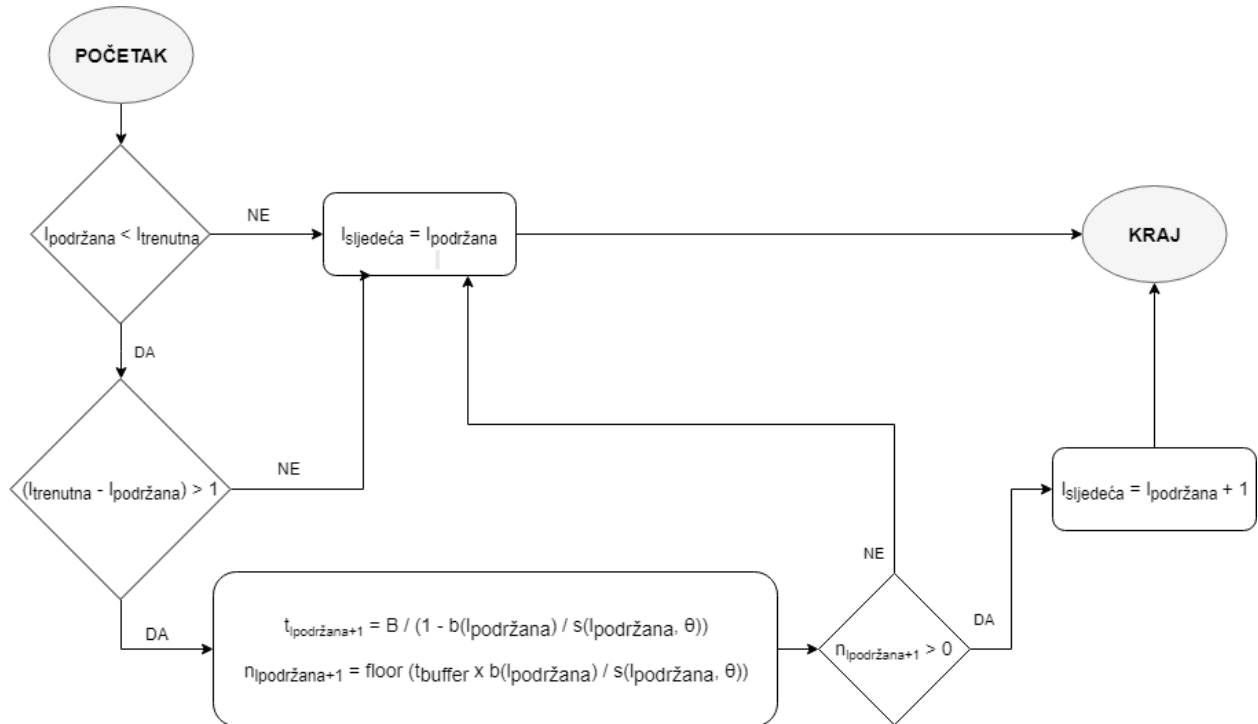 POČETAK
NE
lpodržana < ltrenutna
lsljedeća = lpodržana
KRAJ
DA
NE
(ltrenutna - lpodržana) > 1
lsljedeća = lpodržana + 1
NE
DA
DA
tlpodržana+1 = B / (1 - b(lpodržana) / s(lpodržana, θ))
nlpodržana+1 = floor (tbuffer x b(lpodržana) / s(lpodržana, θ))
nlpodržana+1 > 0